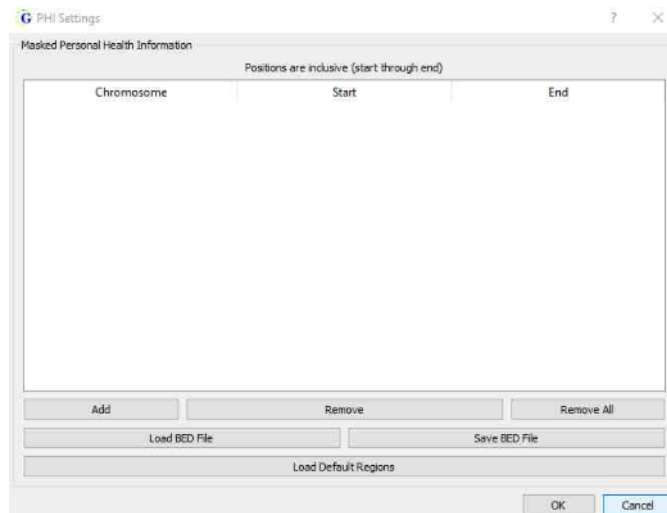 G PHI Settings ? ×
Masked Personal Health Information
Positions are inclusive (start through end)
Chromosome Start End
Add Remove Remove All
Load BED File Save BED File
Load Default Regions
OK Cancel